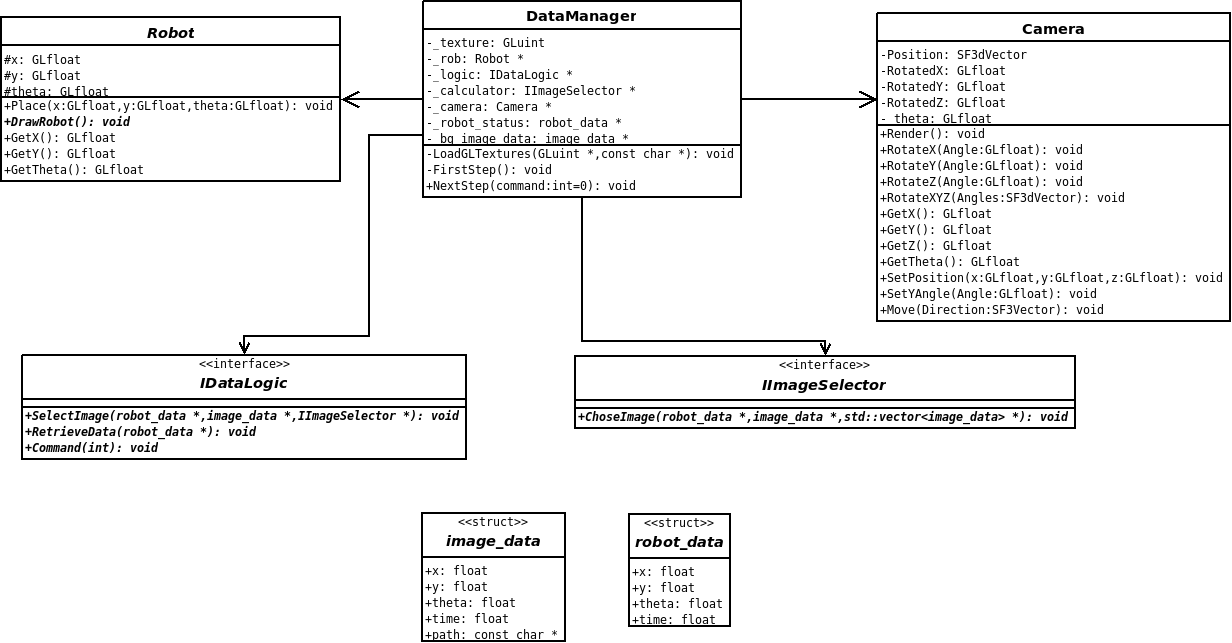 Robot
#x: GLfloat
#y: GLfloat
#theta: GLfloat
+Place(x:GLfloat,y:GLfloat,theta:GLfloat): void
+DrawRobot(): void
+GetX(): GLfloat
+GetY(): GLfloat
+GetTheta(): GLfloat
DataManager
-_texture: GLuint
-_rob: Robot *
-_logic: IDataLogic *
-_calculator: IImageSelector *
-_camera: Camera *
-_robot_status: robot_data *
-_bg_image_data: image_data *
-LoadGLTextures(GLuint *,const char *): void
-FirstStep(): void
+NextStep(command:int=0): void
Camera
-Position: SF3dVector
-RotatedX: GLfloat
-RotatedY: GLfloat
-RotatedZ: GLfloat
-_theta: GLfloat
+Render(): void
+RotateX(Angle:GLfloat): void
+RotateY(Angle:GLfloat): void
+RotateZ(Angle:GLfloat): void
+RotateXYZ(Angles:SF3dVector): void
+GetX(): GLfloat
+GetY(): GLfloat
+GetZ(): GLfloat
+GetTheta(): GLfloat
+SetPosition(x:GLfloat,y:GLfloat,z:GLfloat): void
+SetYAngle(Angle:GLfloat): void
+Move(Direction:SF3Vector): void
<<interface>>
IDataLogic
+SelectImage(robot_data *,image_data *,IImageSelector *): void
+RetrieveData(robot_data *): void
+Command(int): void
<<interface>>
IImageSelector
+ChoseImage(robot_data *,image_data *,std::vector<image_data> *): void
<<struct>>
image_data
+x: float
+y: float
+theta: float
+time: float
+path: const char *
<<struct>>
robot_data
+x: float
+y: float
+theta: float
+time: float